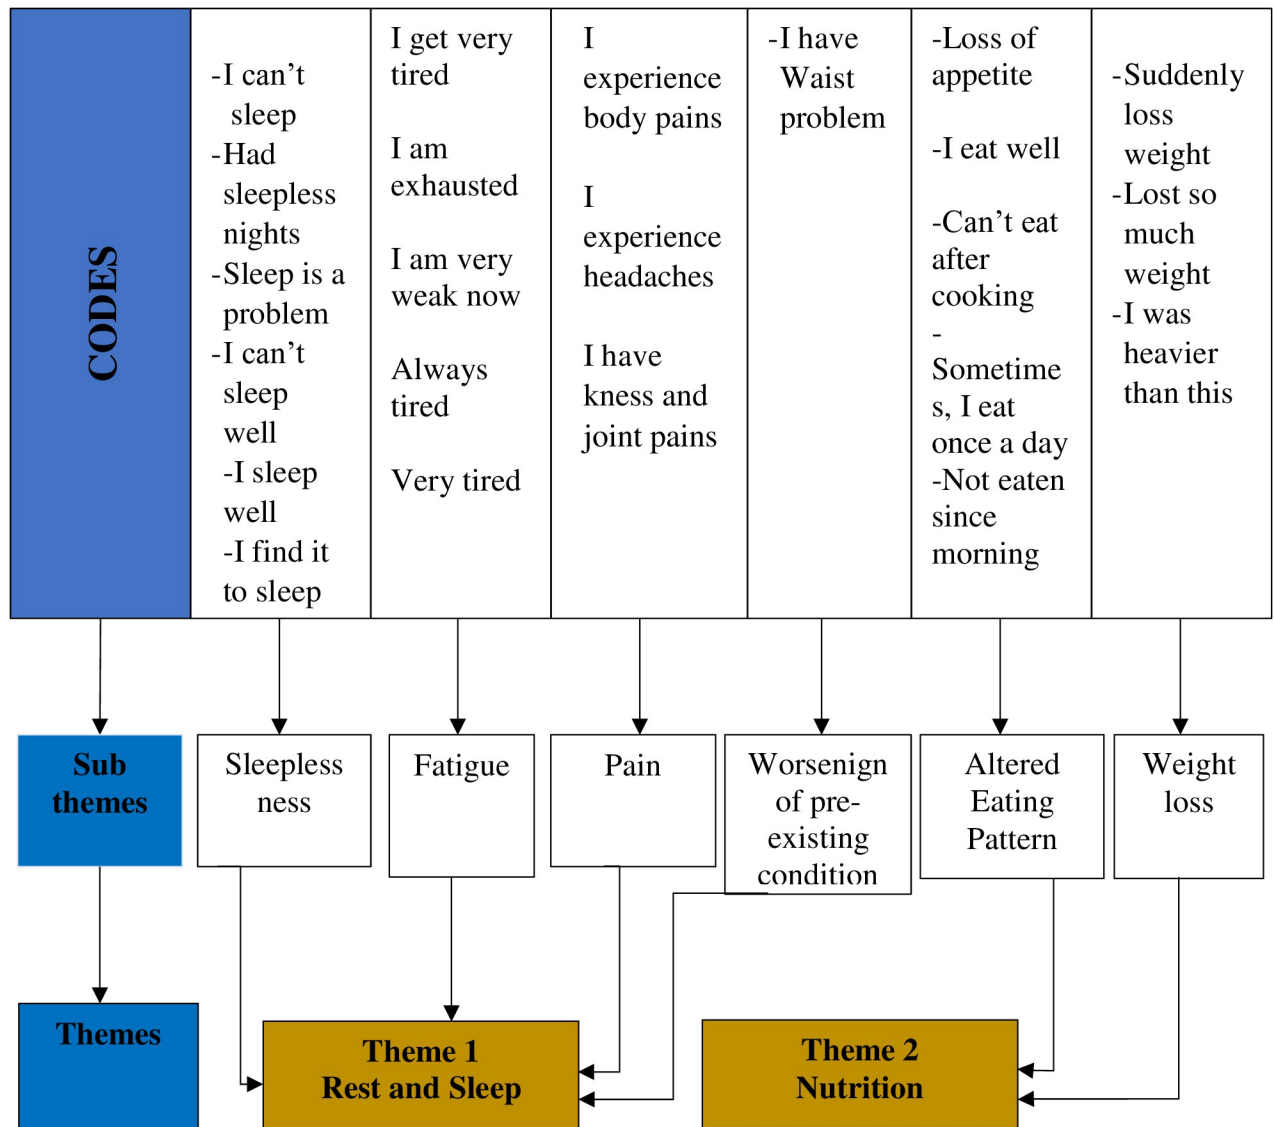 CODES
-I can't
sleep
-Had
sleepless
nights
-Sleep is a
problem
-I can't
sleep
well
-I sleep
well
-I find it
to sleep
I get very
tired
I am
exhausted
I am very
weak now
Always
tired
Very tired
I
experience
body pains
I
experience
headaches
I have
kness and
joint pains
-I have
Waist
problem
-Loss of
appetite
-I eat well
-Can't eat
after
cooking
-
Sometime
s, I eat
once a day
-Not eaten
since
morning
-Suddenly
loss
weight
-Lost so
much
weight
-I was
heavier
than this
Sub
themes
Sleepless
ness
Fatigue
Pain
Worsenign
of pre-
existing
condition
Altered
Eating
Pattern
Weight
loss
Themes
Theme 1
Rest and Sleep
Theme 2
Nutrition